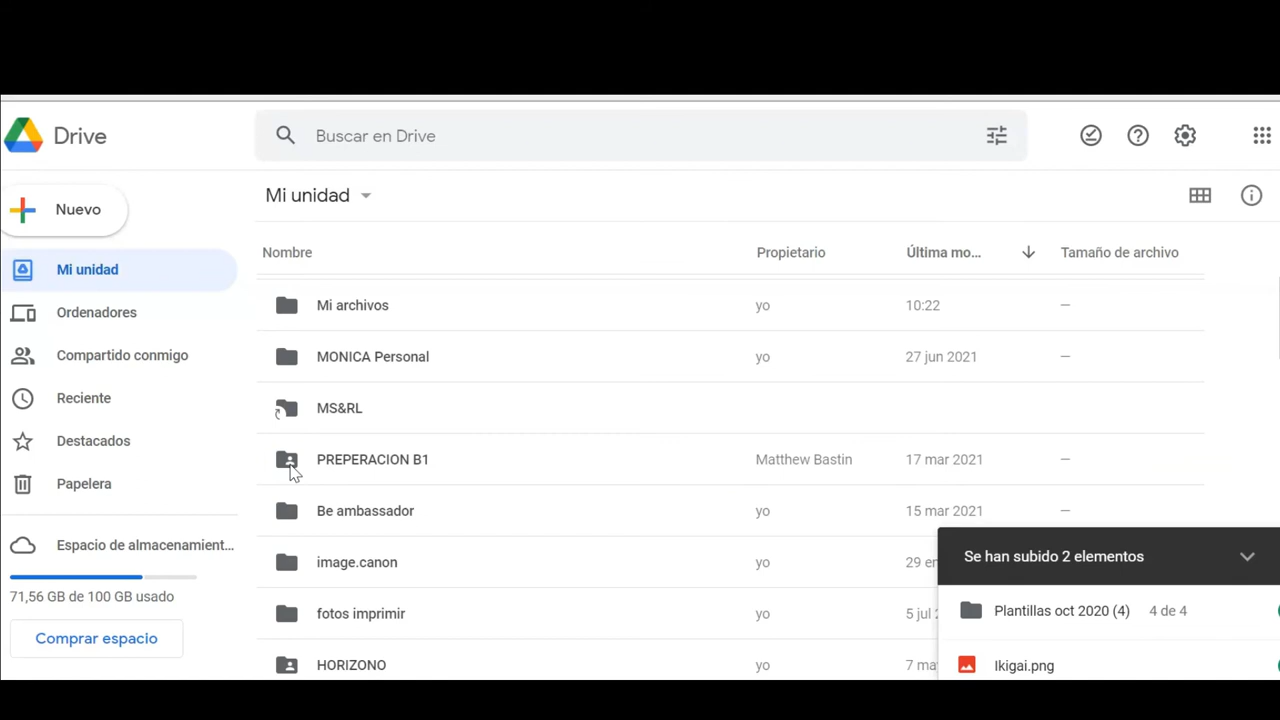 Drive
Buscar en Drive
Nuevo
Mi unidad
Mi unidad
Ordenadores
Compartido conmigo
Reciente
Destacados
Papelera
Espacio de almacenamient...
71,56 GB de 100 GB usado
Comprar espacio
Nombre Propietario Última mo... Tamaño de archivo
Mi archivos yo 10:22 —
MONICA Personal yo 27 jun 2021 —
MS&RL
PREPERACION B1 Matthew Bastin 17 mar 2021 —
Be ambassador yo 15 mar 2021
image.canon yo 29
fotos imprimir yo 5 jul
HORIZONO yo 7
Se han subido 2 elementos
Plantillas oct 2020 (4) 4 de 4
Ikigai.png